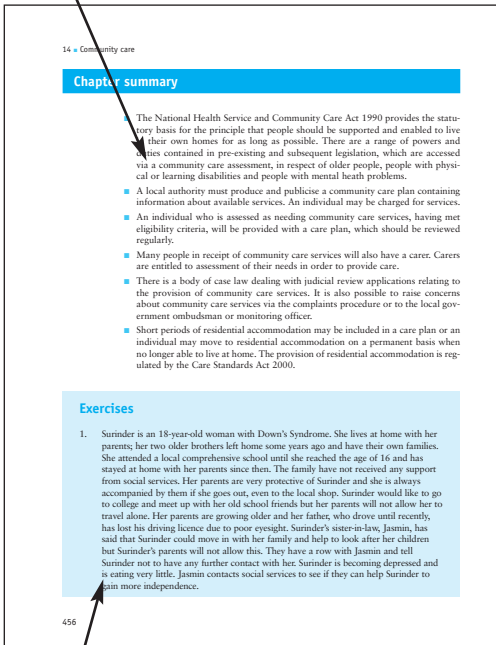 14 ■ Community care
Chapter summary
■ The National Health Service and Community Care Act 1990 provides the statu-
tory basis for the principle that people should be supported and enabled to live
in their own homes for as long as possible. There are a range of powers and
duties contained in pre-existing and subsequent legislation, which are accessed
via a community care assessment, in respect of older people, people with physi-
cal or learning disabilities and people with mental heath problems.
■ A local authority must produce and publicise a community care plan containing
information about available services. An individual may be charged for services.
■ An individual who is assessed as needing community care services, having met
eligibility criteria, will be provided with a care plan, which should be reviewed
regularly.
■ Many people in receipt of community care services will also have a carer. Carers
are entitled to assessment of their needs in order to provide care.
■ There is a body of case law dealing with judicial review applications relating to
the provision of community care services. It is also possible to raise concerns
about community care services via the complaints procedure or to the local gov-
ernment ombudsman or monitoring officer.
■ Short periods of residential accommodation may be included in a care plan or an
individual may move to residential accommodation on a permanent basis when
no longer able to live at home. The provision of residential accommodation is reg-
ulated by the Care Standards Act 2000.
Exercises
1. Surinder is an 18-year-old woman with Down's Syndrome. She lives at home with her
parents; her two older brothers left home some years ago and have their own families.
She attended a local comprehensive school until she reached the age of 16 and has
stayed at home with her parents since then. The family have not received any support
from social services. Her parents are very protective of Surinder and she is always
accompanied by them if she goes out, even to the local shop. Surinder would like to go
to college and meet up with her old school friends but her parents will not allow her to
travel alone. Her parents are growing older and her father, who drove until recently,
has lost his driving licence due to poor eyesight. Surinder's sister-in-law, Jasmin, has
said that Surinder could move in with her family and help to look after her children
but Surinder's parents will not allow this. They have a row with Jasmin and tell
Surinder not to have any further contact with her. Surinder is becoming depressed and
is eating very little. Jasmin contacts social services to see if they can help Surinder to
gain more independence.
456